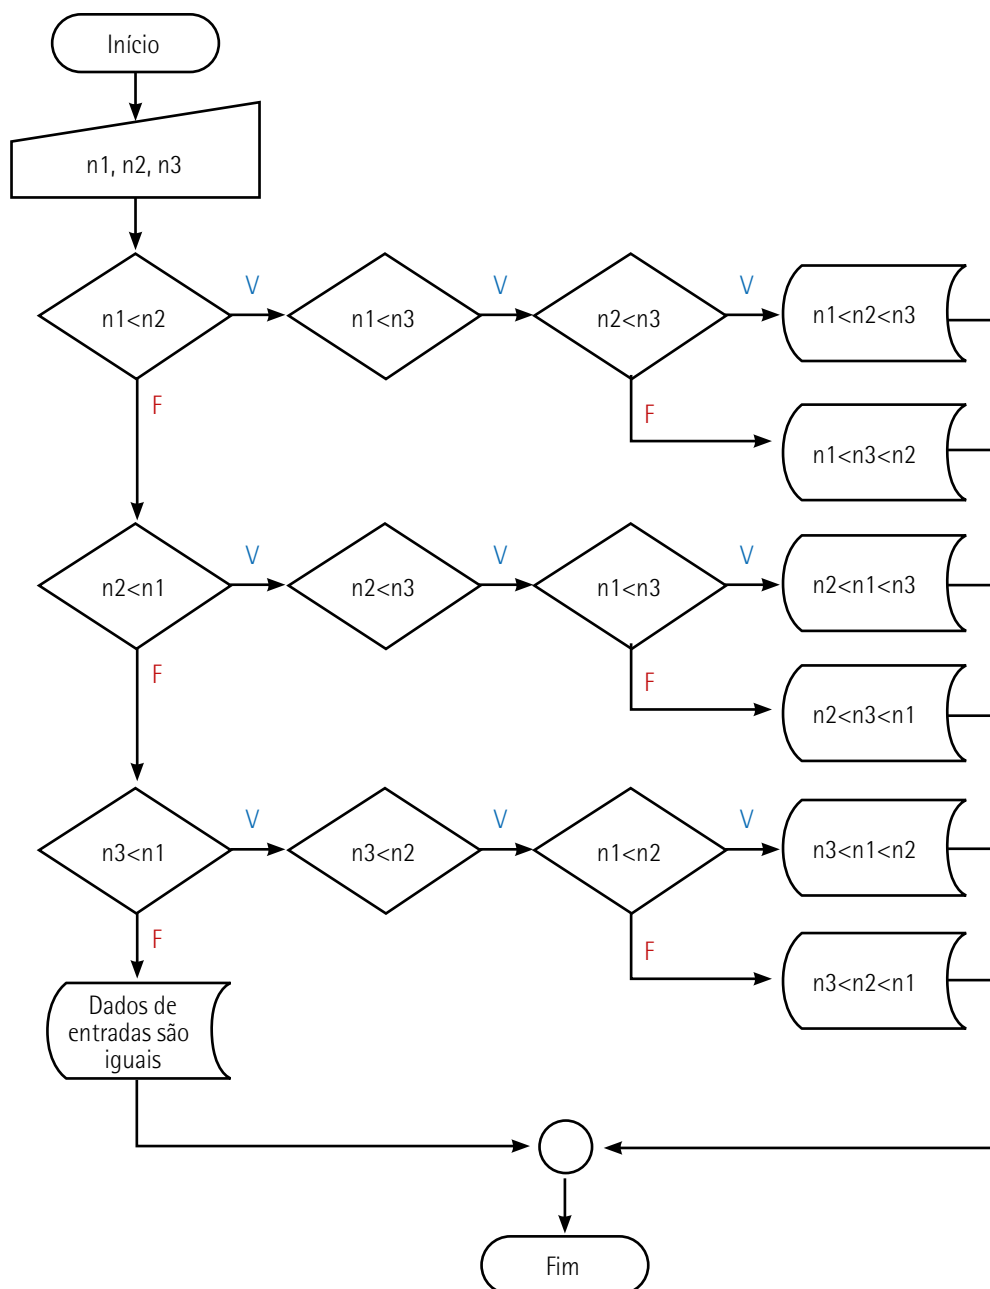 Início
n1, n2, n3
n1<n2
V
n1<n3
V
n2<n3
V
n1<n2<n3
F
F
n1<n3<n2
n2<n1
V
n2<n3
V
n1<n3
V
n2<n1<n3
F
F
n2<n3<n1
n3<n1
V
n3<n2
V
n1<n2
V
n3<n1<n2
F
F
n3<n2<n1
Dados de
entradas são
iguais
Fim